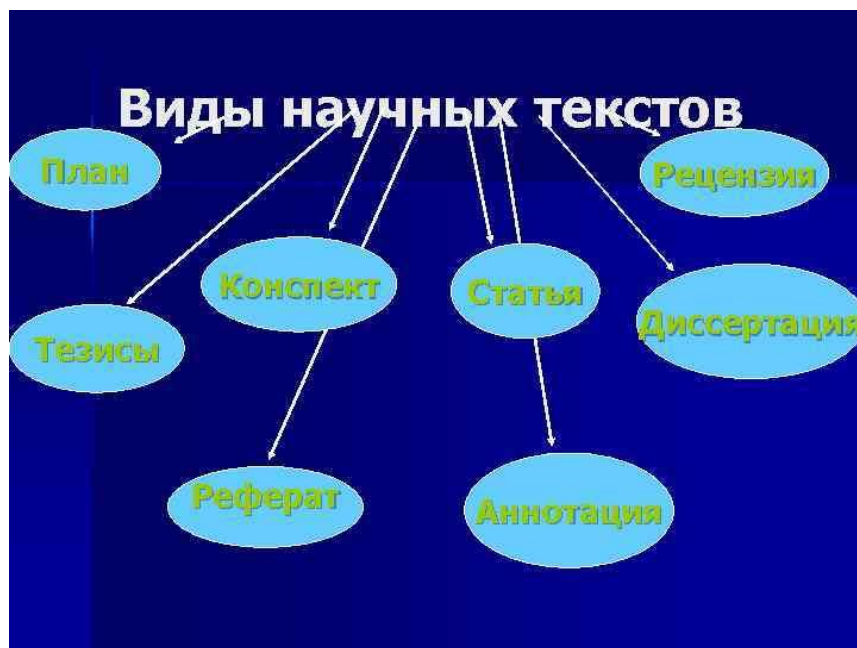 Виды научных текстов
План
Рецензия
Конспект
Статья
Диссертация
Тезисы
Реферат
Аннотация